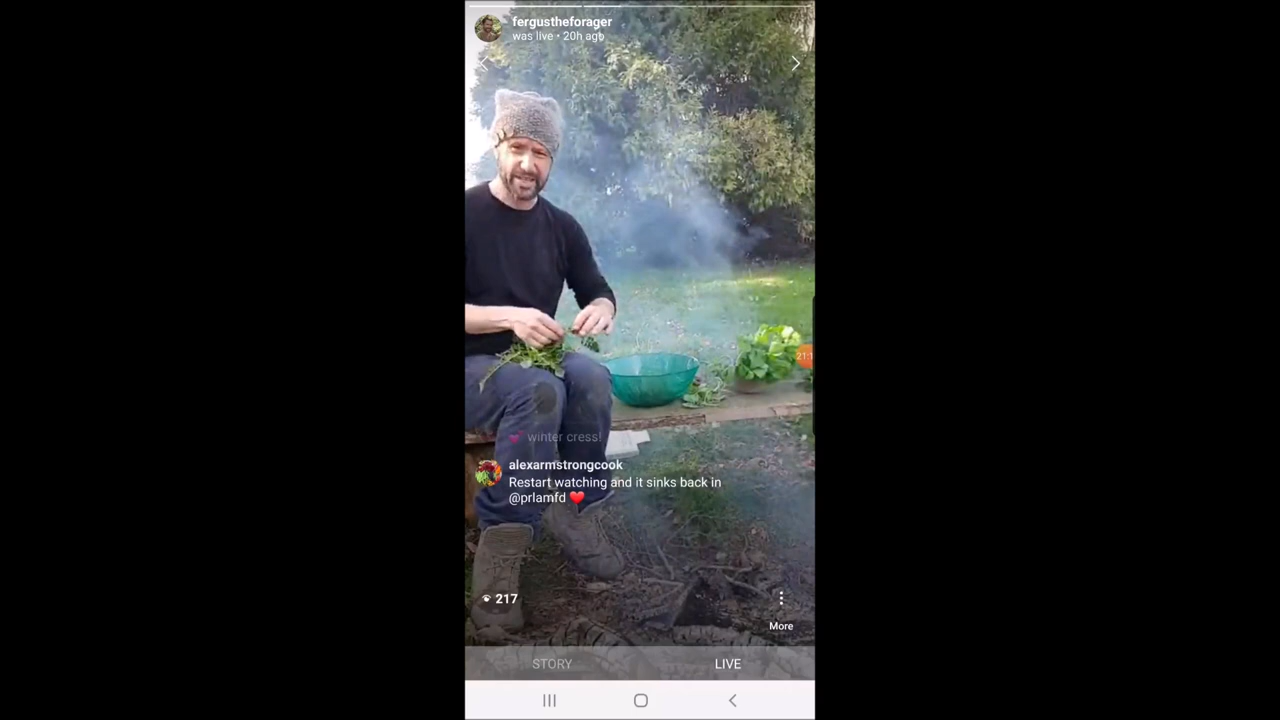 fergustheforager
was live • 20h ago
winter cress!
alexarmstrongcook
Restart watching and it sinks back in
@prlamfd
217
More
STORY
LIVE